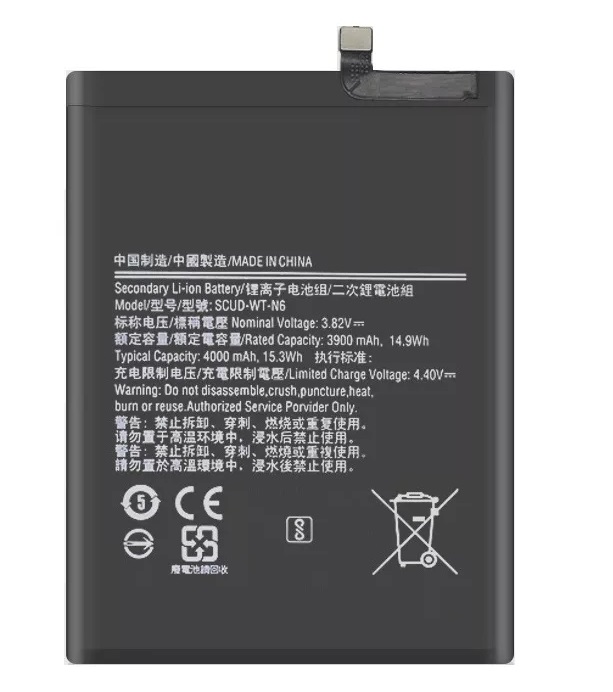 中国制造/中國製造/MADE IN CHINA
Secondary Li-ion Battery/锂离子电池组/二次鋰電池組
Model/型号/型號: SCUD-WT-N6
标称电压/標稱電壓 Nominal Voltage: 3.82V⎓
额定容量/額定電容量/Rated Capacity: 3900 mAh, 14.9Wh
Typical Capacity: 4000 mAh, 15.3Wh 执行标准:
充电限制电压/充電限制電壓/Limited Charge Voltage: 4.40V⎓
Warning: Do not disassemble,crush,puncture,heat,
burn or reuse.Authorized Service Porvider Only.
警告: 禁止拆卸、穿刺、燃烧或重复使用。
请勿置于高温环境中，浸水后禁止使用。
警告: 禁止拆卸、穿刺、燃燒或重複使用。
請勿置於高溫環境中，浸水後禁止使用。
5 CE
廢電池請回收